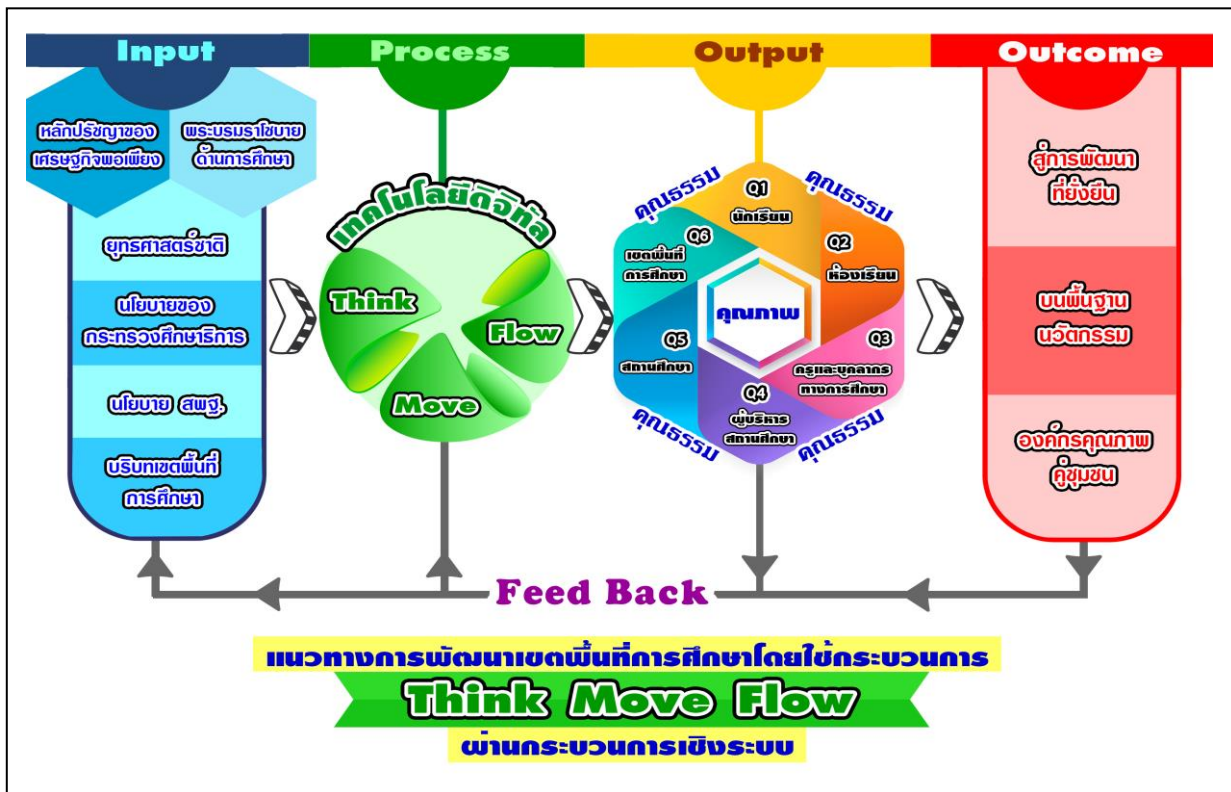 Input
Process
Output
Outcome
หลักปรัชญาของ
เศรษฐกิจพอเพียง
พระบรมราโชบาย
ด้านการศึกษา
ยุทธศาสตร์ชาติ
นโยบายของ
กระทรวงศึกษาธิการ
นโยบาย สพฐ.
บริบทเขตพื้นที่
การศึกษา
เทคโนโลยีดิจิทัล
Think
Move
Flow
คุณธรรม
คุณธรรม
Q1
นักเรียน
Q2
ห้องเรียน
Q3
ครูและบุคลากร
ทางการศึกษา
Q4
ผู้บริหาร
สถานศึกษา
Q5
สถานศึกษา
Q6
เขตพื้นที่
การศึกษา
คุณภาพ
คุณธรรม
คุณธรรม
สู่การพัฒนา
ที่ยั่งยืน
บนพื้นฐาน
นวัตกรรม
องค์กรคุณภาพ
คู่ชุมชน
Feed Back
แนวทางการพัฒนาเขตพื้นที่การศึกษาโดยใช้กระบวนการ
Think Move Flow
ผ่านกระบวนการเชิงระบบ